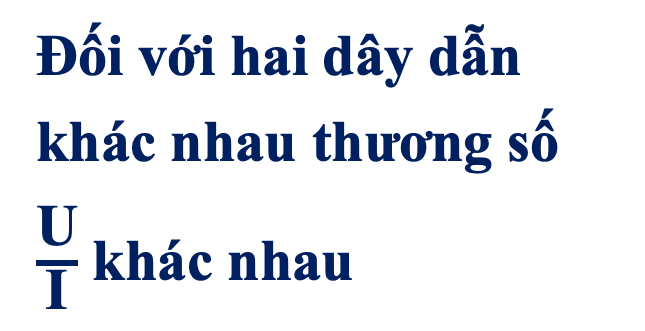 Đối với hai dây dẫn
khác nhau thương số
U/I khác nhau